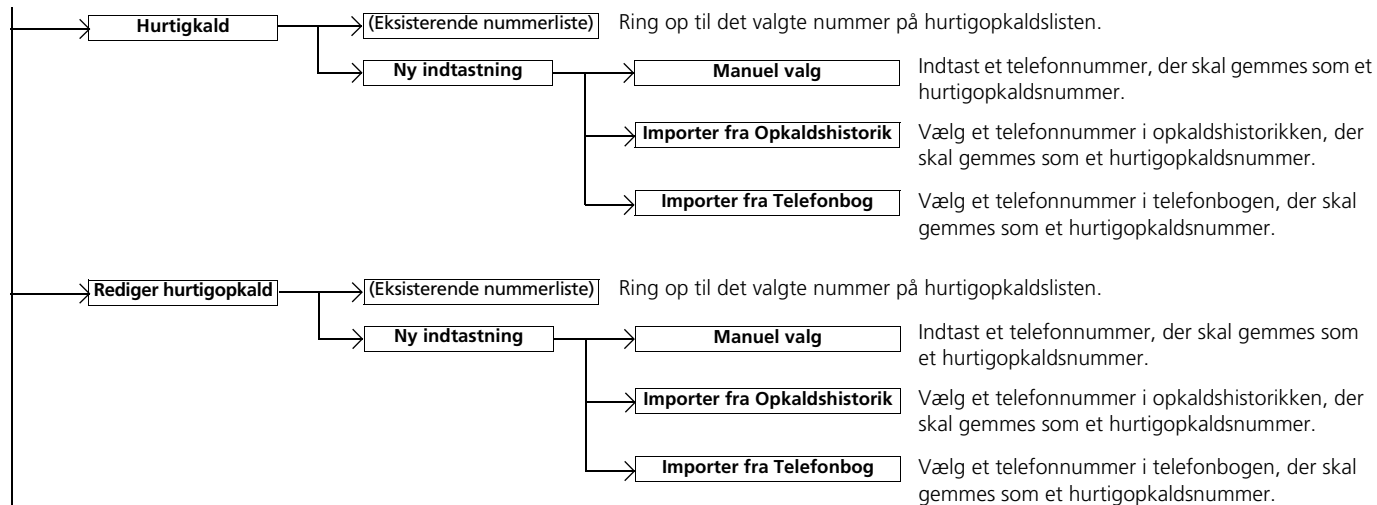 Hurtigkald
(Eksisterende nummerliste)
Ring op til det valgte nummer på hurtigopkaldslisten.
Ny indtastning
Manuel valg
Indtast et telefonnummer, der skal gemmes som et
hurtigopkaldsnummer.
Importer fra Opkaldshistorik
Vælg et telefonnummer i opkaldshistorikken, der
skal gemmes som et hurtigopkaldsnummer.
Importer fra Telefonbog
Vælg et telefonnummer i telefonbogen, der skal
gemmes som et hurtigopkaldsnummer.
Rediger hurtigopkald
(Eksisterende nummerliste)
Ring op til det valgte nummer på hurtigopkaldslisten.
Ny indtastning
Manuel valg
Indtast et telefonnummer, der skal gemmes som
et hurtigopkaldsnummer.
Importer fra Opkaldshistorik
Vælg et telefonnummer i opkaldshistorikken, der
skal gemmes som et hurtigopkaldsnummer.
Importer fra Telefonbog
Vælg et telefonnummer i telefonbogen, der skal
gemmes som et hurtigopkaldsnummer.